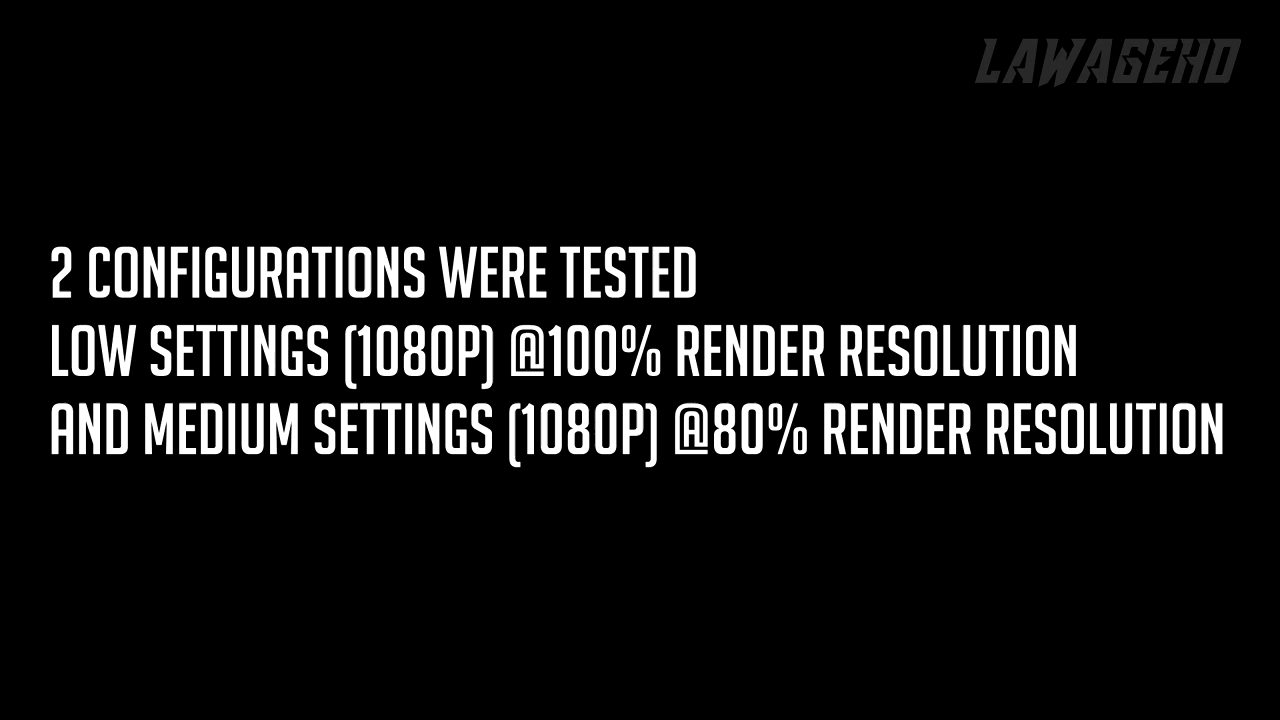 LAWAGEHD
2 CONFIGURATIONS WERE TESTED
LOW SETTINGS (1080P) @100% RENDER RESOLUTION
AND MEDIUM SETTINGS (1080P) @80% RENDER RESOLUTION